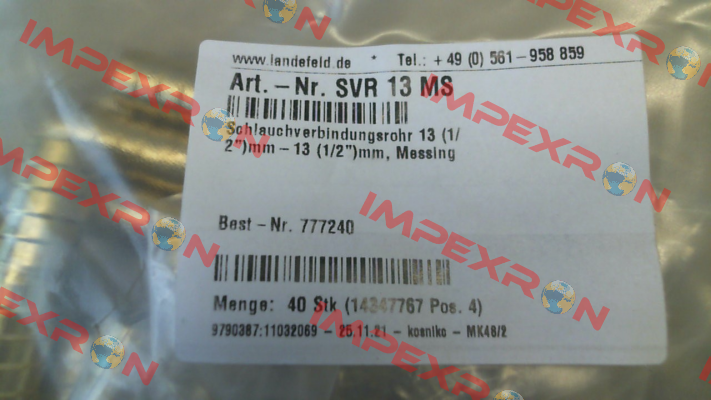 www.landefeld.de * Tel.: + 49 (0) 561-958 859
Art.-Nr. SVR 13 MS
Schlauchverbindungsrohr 13 (1/
2")mm-13 (1/2")mm, Messing
Best-Nr. 777240
Menge: 40 Stk (14347767 Pos. 4)
9790387:11032069 - 25.11.21 - kosniko - MK48/2
IMPEXRON
IMPEXRON
IMPEXRON
IMPEXRON
IMPEXRON